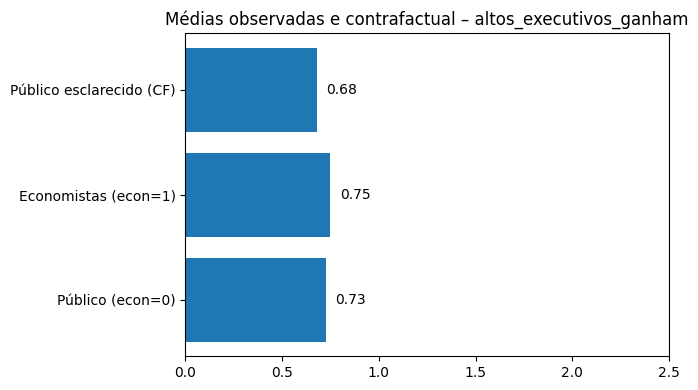 Médias observadas e contrafactual – altos_executivos_ganham
Público esclarecido (CF)
0.68
Economistas (econ=1)
0.75
Público (econ=0)
0.73
0.0 0.5 1.0 1.5 2.0 2.5